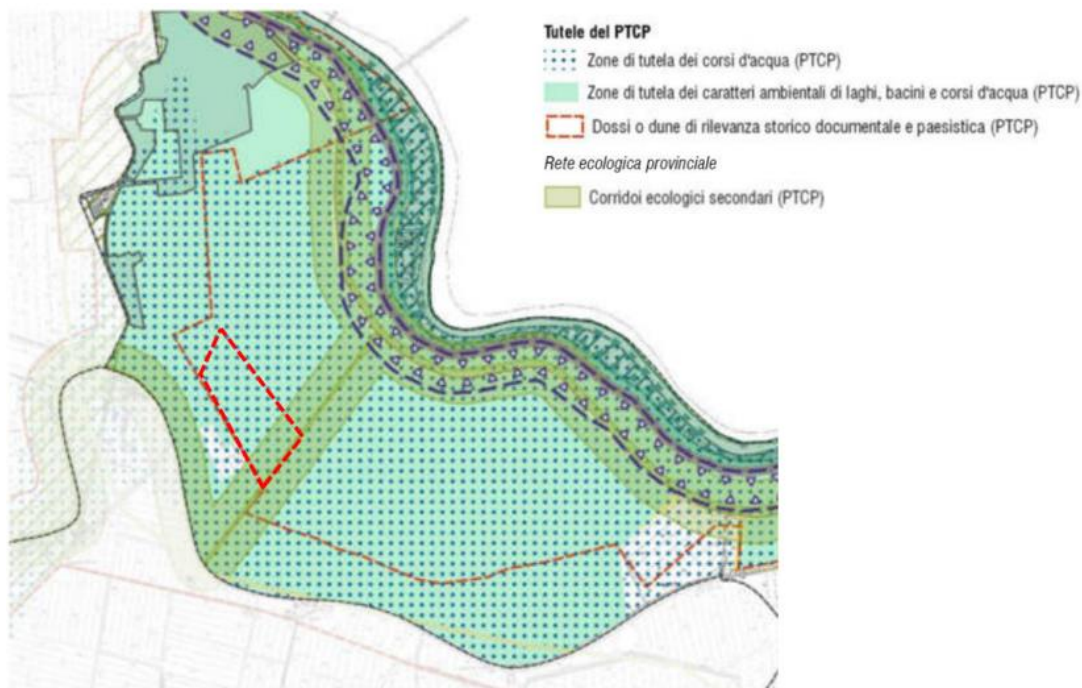 Tutele del PTCP
Zone di tutela dei corsi d'acqua (PTCP)
Zone di tutela dei caratteri ambientali di laghi, bacini e corsi d'acqua (PTCP)
Dossi o dune di rilevanza storico documentale e paesistica (PTCP)
Rete ecologica provinciale
Corridoi ecologici secondari (PTCP)